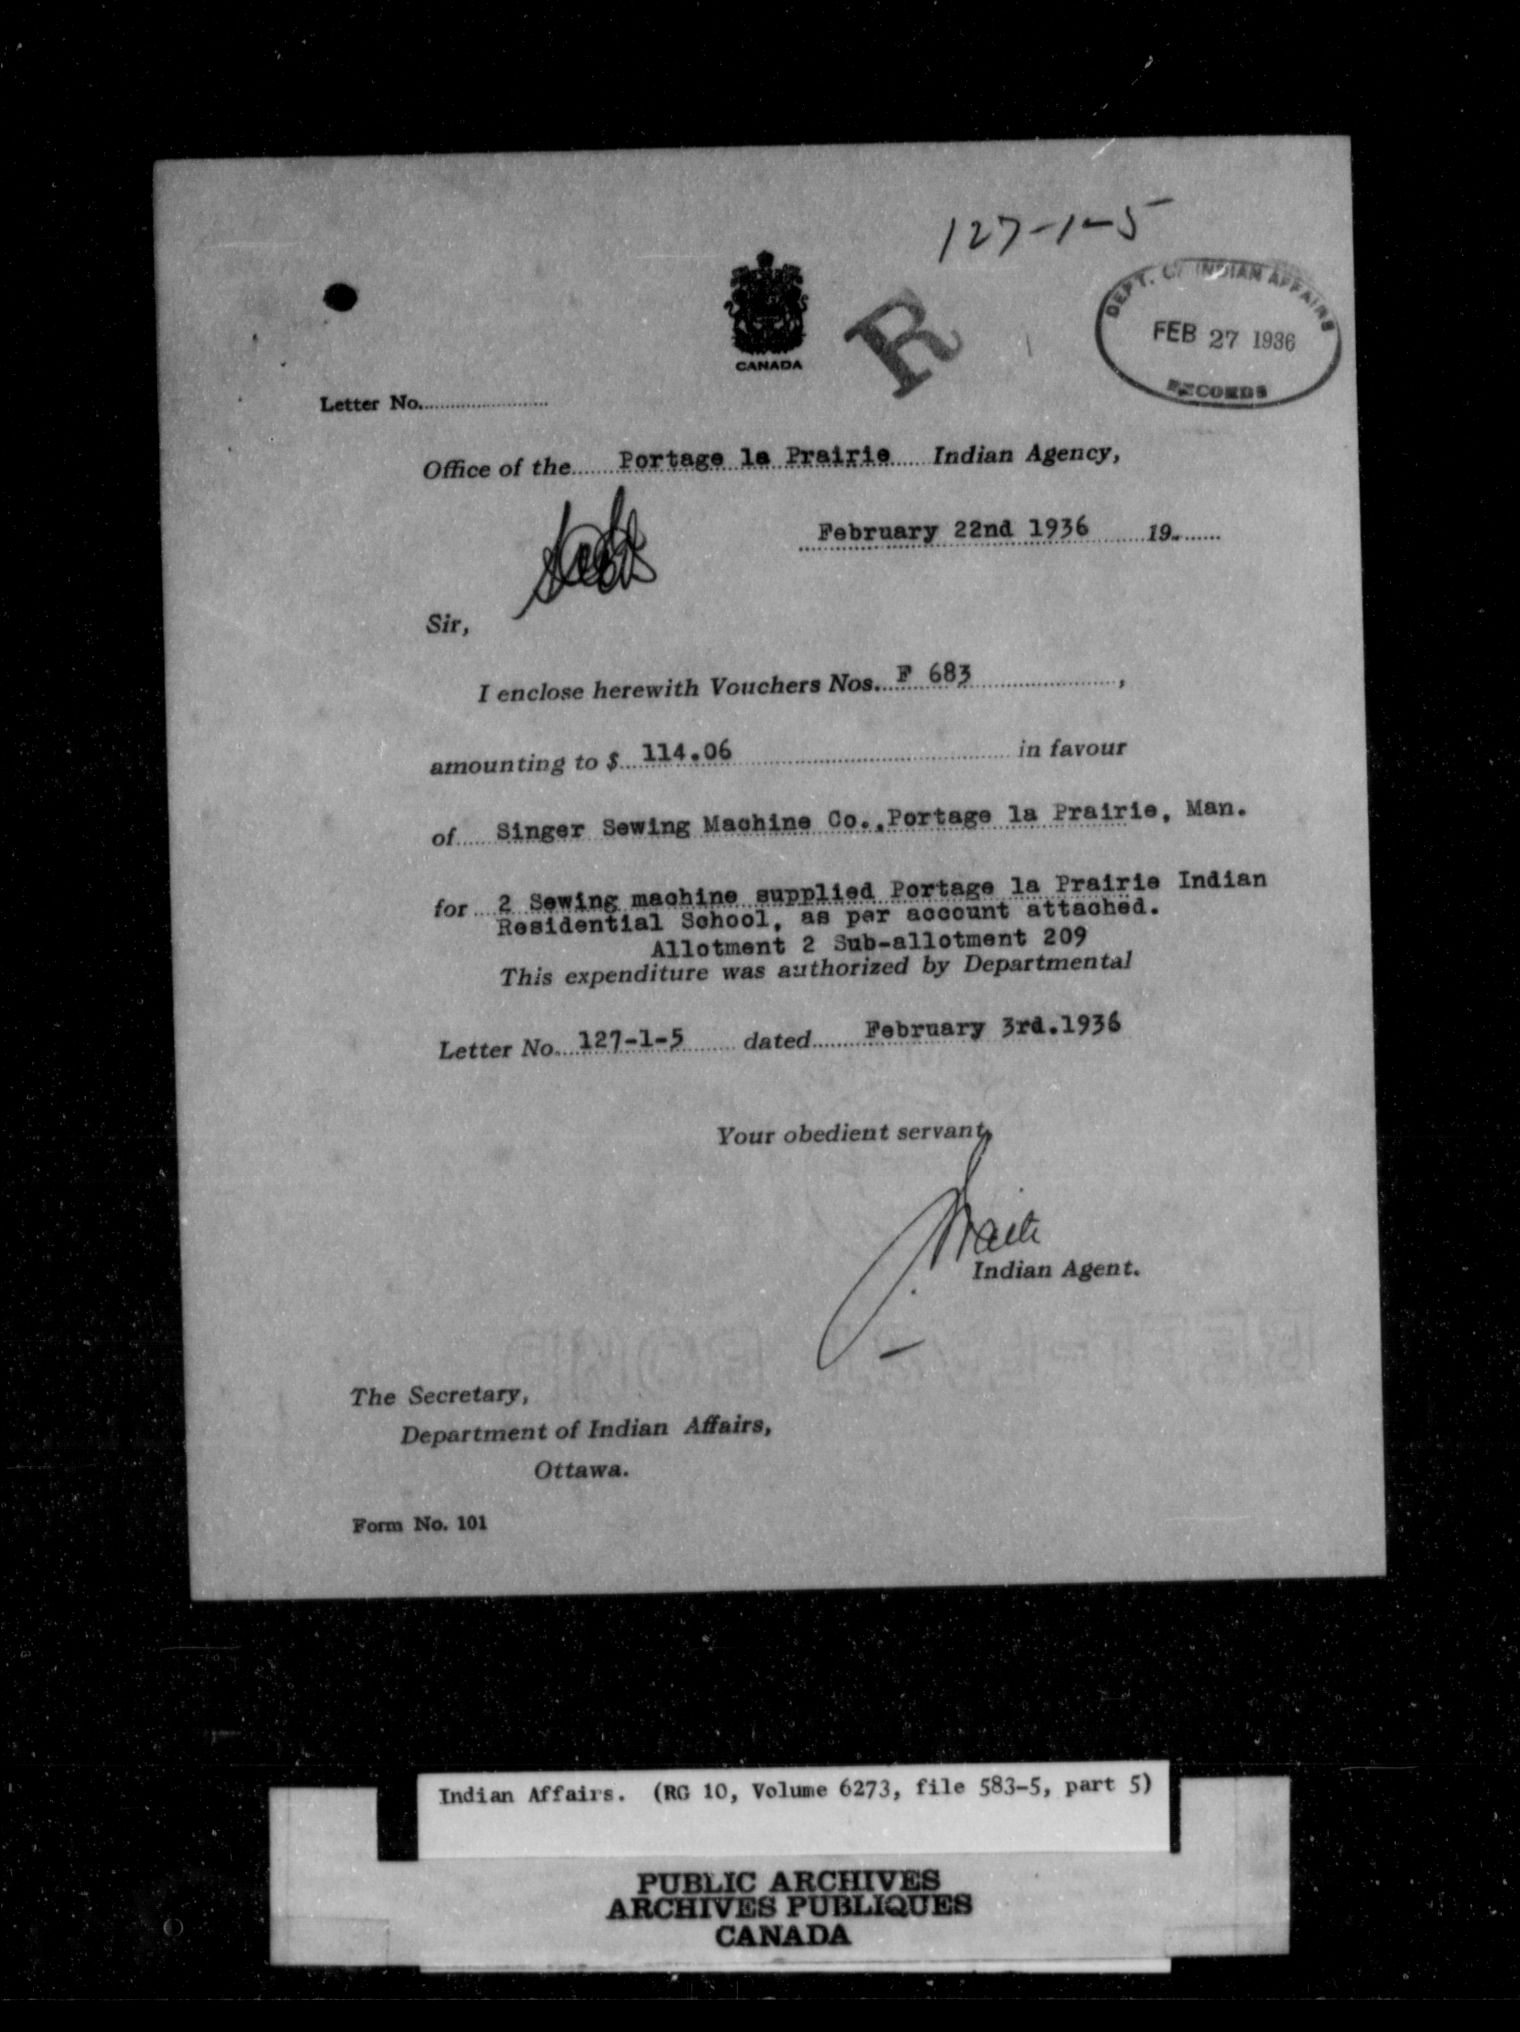 127-1-5
CANADA
R
DEPT. OF INDIAN AFFAIRS
FEB 27 1936
RECORDS
Letter No.
Office of the Portage la Prairie Indian Agency,
February 22nd 1936 19
Sir,
I enclose herewith Vouchers Nos. F 683 ,
amounting to $ 114.06 in favour
of Singer Sewing Machine Co., Portage la Prairie, Man.
for 2 Sewing machine supplied Portage la Prairie Indian
Residential School, as per account attached.
Allotment 2 Sub-allotment 209
This expenditure was authorized by Departmental
Letter No. 127-1-5 dated February 3rd.1936
Your obedient servant,
Indian Agent.
The Secretary,
Department of Indian Affairs,
Ottawa.
Form No. 101
Indian Affairs. (RG 10, Volume 6273, file 583-5, part 5)
PUBLIC ARCHIVES
ARCHIVES PUBLIQUES
CANADA